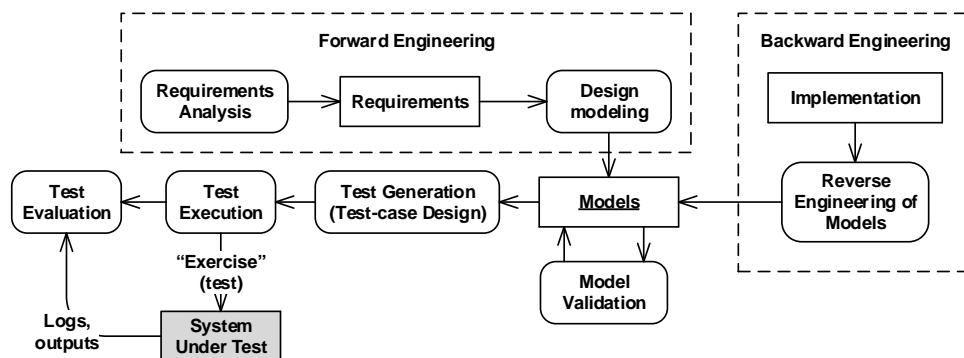 Forward Engineering
Backward Engineering
Requirements
Analysis
Requirements
Design
modeling
Implementation
Test
Evaluation
Test
Execution
Test Generation
(Test-case Design)
Models
Reverse
Engineering of
Models
“Exercise”
(test)
Model
Validation
Logs,
outputs
System
Under Test